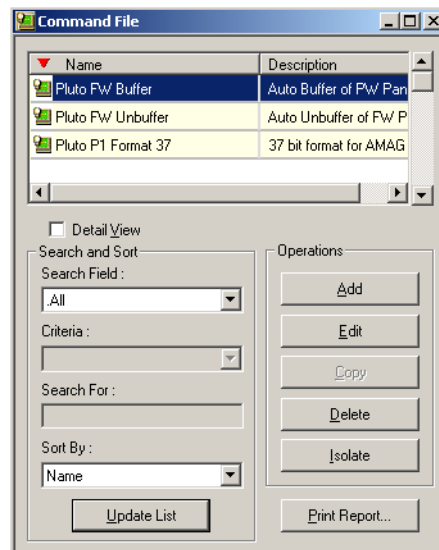 Command File
Name Description
Pluto FW Buffer Auto Buffer of PW Pan
Pluto FW Unbuffer Auto Unbuffer of FW P
Pluto P1 Format 37 37 bit format for AMAG
Detail View
Search and Sort
Search Field :
.All
Criteria :
Search For :
Sort By :
Name
Update List
Operations
Add
Edit
Copy
Delete
Isolate
Print Report...